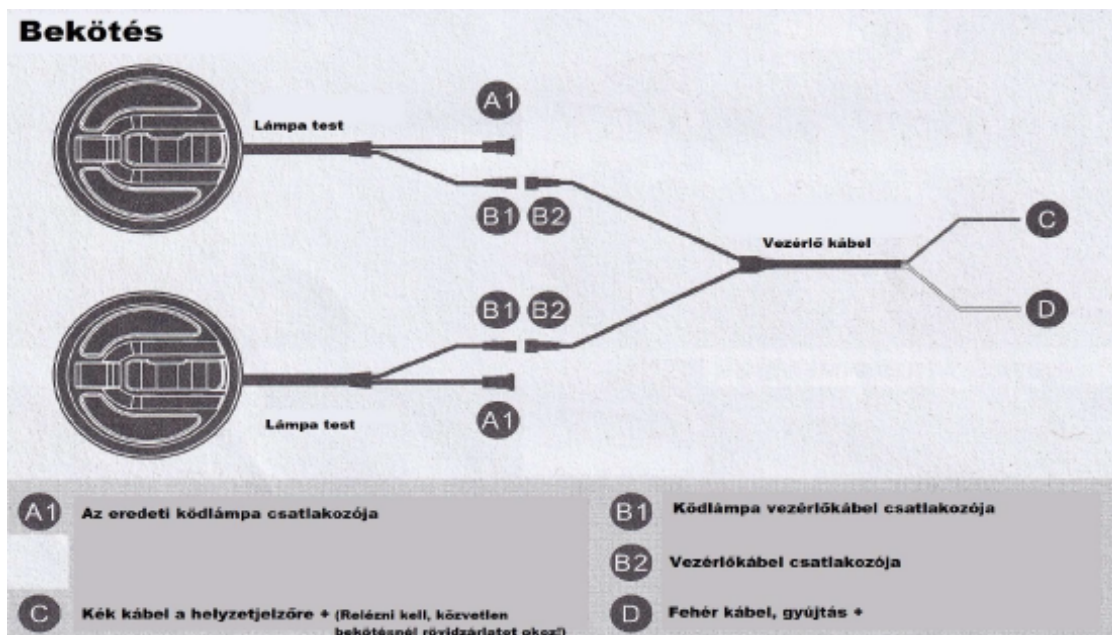 Bekötés
A1
Lámpa test
B1 B2
Vezérlő kábel
C
B1 B2
D
Lámpa test
A1
A1 Az eredeti ködlámpa csatlakozója
B1 Ködlámpa vezérlőkábel csatlakozója
B2 Vezérlőkábel csatlakozója
C Kék kábel a helyzetjelzőre + (Relézni kell, közvetlen
bekötésnél rövidzárlatot okoz!)
D Fehér kábel, gyújtás +